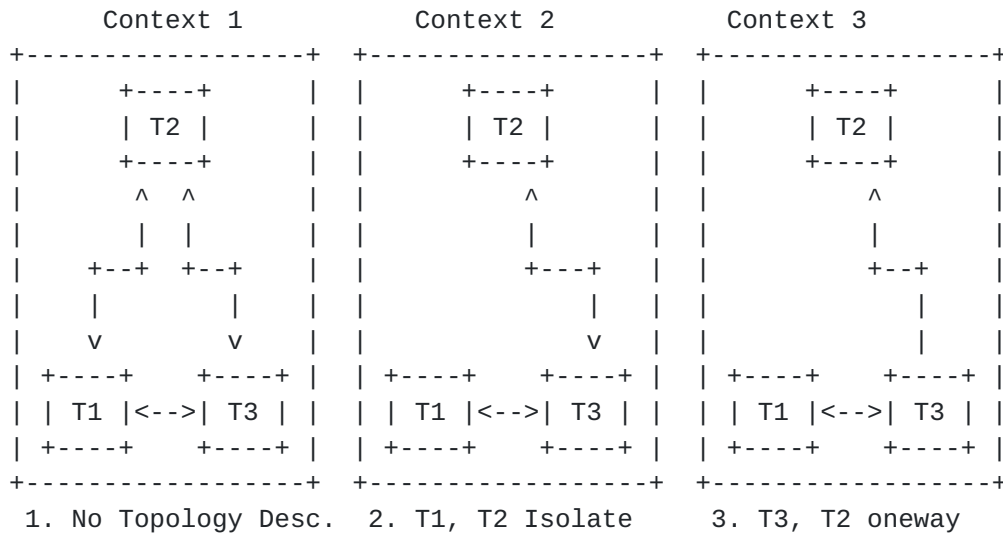 Context 1 Context 2 Context 3
T2 T2 T2
T1 T3 T1 T3 T1 T3
1. No Topology Desc. 2. T1, T2 Isolate 3. T3, T2 oneway